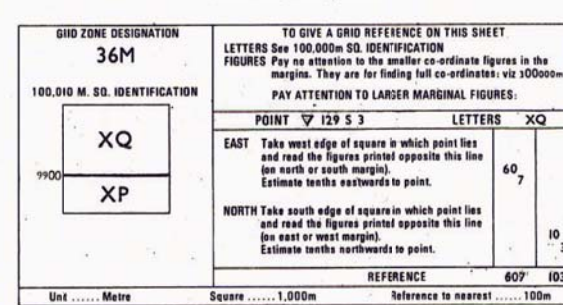 GIID ZONE DESIGNATION
36M
100,010 M. SQ. IDENTIFICATION
XQ
9900
XP
TO GIVE A GRID REFERENCE ON THIS SHEET
LETTERS See 100,000m SQ. IDENTIFICATION
FIGURES Pay no attention to the smaller co-ordinate figures in the
margins. They are for finding full co-ordinates: viz 300000m
PAY ATTENTION TO LARGER MARGINAL FIGURES:
POINT ▽ 129 S 3 LETTERS XQ
EAST Take west edge of square in which point lies
and read the figures printed opposite this line
(on north or south margin). 60
Estimate tenths eastwards to point. 7
NORTH Take south edge of square in which point lies
and read the figures printed opposite this line
(on east or west margin). 10
Estimate tenths northwards to point. 3
REFERENCE 607 103
Unit ...... Metre Square ...... 1,000m Reference to nearest ...... 100m